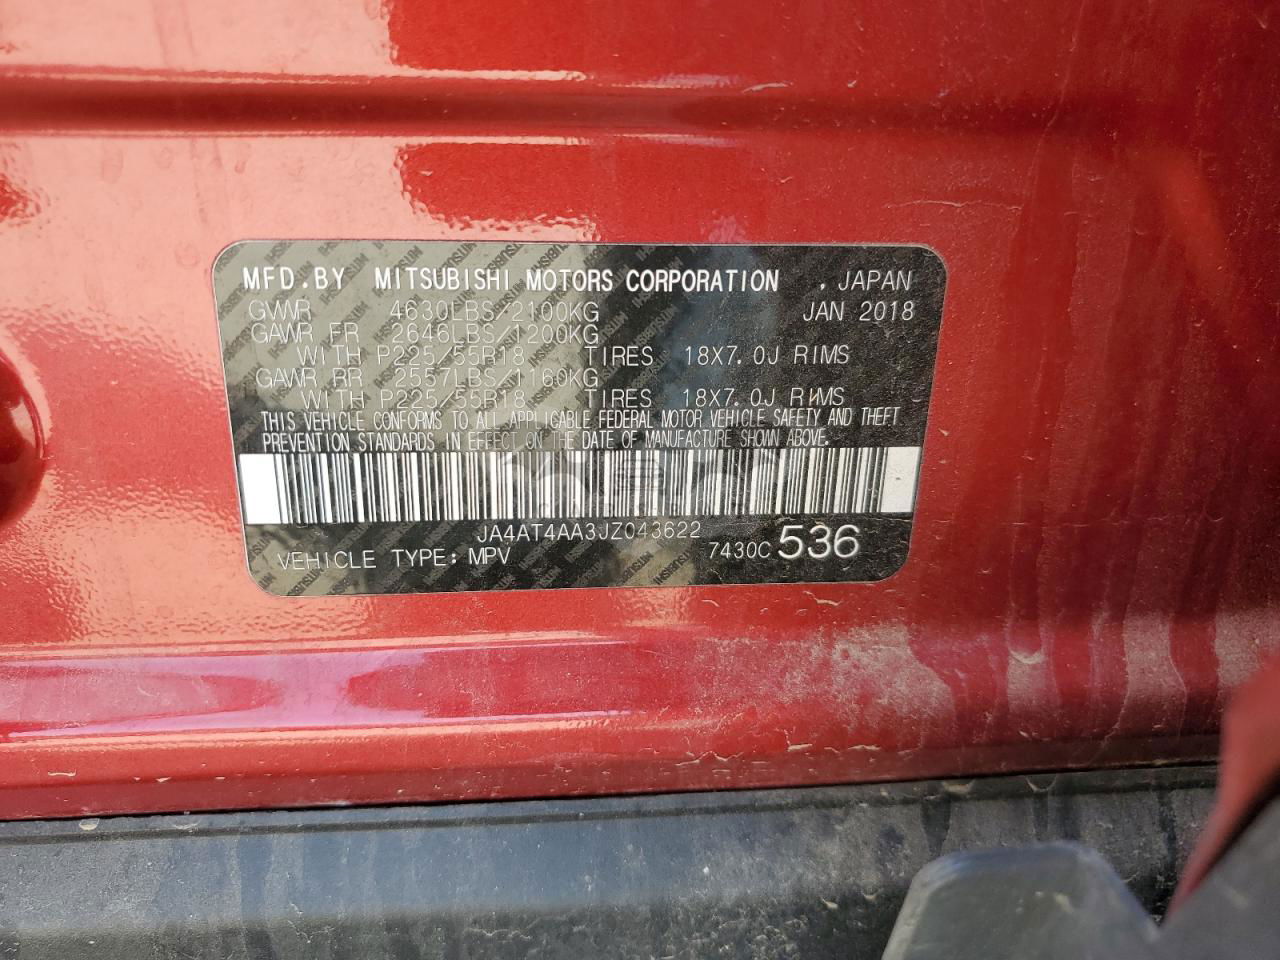 MFD.BY MITSUBISHI MOTORS CORPORATION , JAPAN
GVWR 4630LBS/2100KG JAN 2018
GAWR FR 2646LBS/1200KG
WITH P225/55R18 TIRES 18X7.0J RIMS
GAWR RR 2557LBS/1160KG
WITH P225/55R18 TIRES 18X7.0J RIMS
THIS VEHICLE CONFORMS TO ALL APPLICABLE FEDERAL MOTOR VEHICLE SAFETY AND THEFT
PREVENTION STANDARDS IN EFFECT ON THE DATE OF MANUFACTURE SHOWN ABOVE.
JA4AT4AA3JZ043622
VEHICLE TYPE: MPV 7430C 536